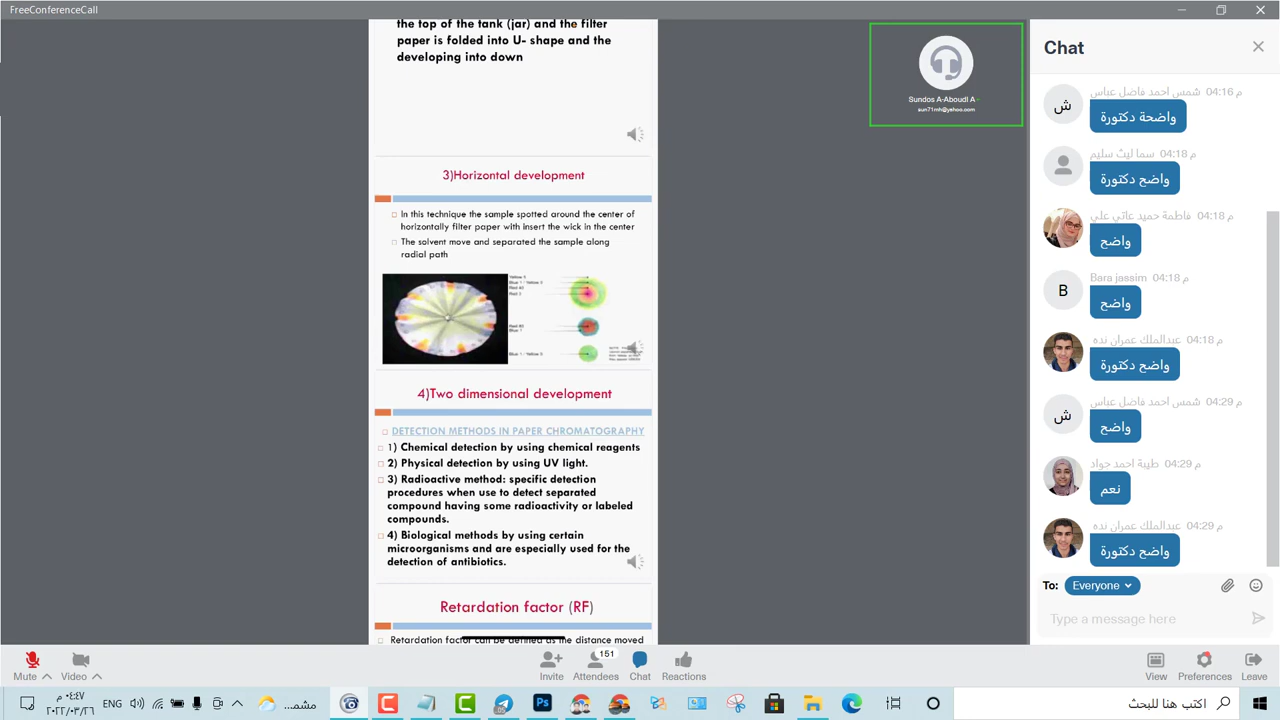 FreeConferenceCall
the top of the tank (jar) and the filter
paper is folded into U- shape and the
developing into down
3)Horizontal development
In this technique the sample spotted around the center of
horizontally filter paper with insert the wick in the center
The solvent move and separated the sample along
radial path
4)Two dimensional development
DETECTION METHODS IN PAPER CHROMATOGRAPHY
1) Chemical detection by using chemical reagents
2) Physical detection by using UV light.
3) Radioactive method: specific detection
procedures when use to detect separated
compound having some radioactivity or labeled
compounds.
4) Biological methods by using certain
microorganisms and are especially used for the
detection of antibiotics.
Retardation factor (RF)
Retardation factor can be defined as the distance moved
Sundos A-Aboudi A
sun71mh@yahoo.com
Chat
شمس احمد فاضل عباس 04:16 م
ش
واضحة دكتورة
سما ليث سليم 04:18 م
واضح دكتورة
فاطمة حميد عاتي علي 04:18 م
واضح
Bara jassim 04:18 م
B
واضح
عبدالملك عمران نده 04:18 م
واضح دكتورة
شمس احمد فاضل عباس 04:29 م
ش
واضح
طيبة احمد جواد 04:29 م
نعم
عبدالملك عمران نده 04:29 م
واضح دكتورة
To: Everyone
Type a message here
Mute
Video
Invite
151
Attendees
Chat
Reactions
View
Preferences
Leave
٠٤:٤٧ م
٢٠٢٢/٠٣/٢٦
ENG
مشمـ...
اكتب هنا للبحث